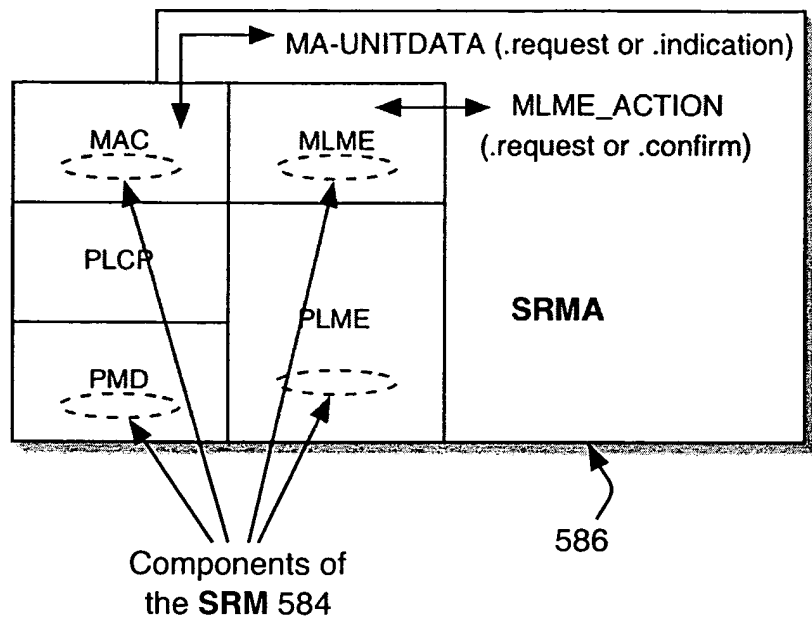 MA-UNITDATA (.request or .indication)
MLME_ACTION
(.request or .confirm)
MAC
MLME
PLCP
PLME
SRMA
PMD
586
Components of
the SRM 584